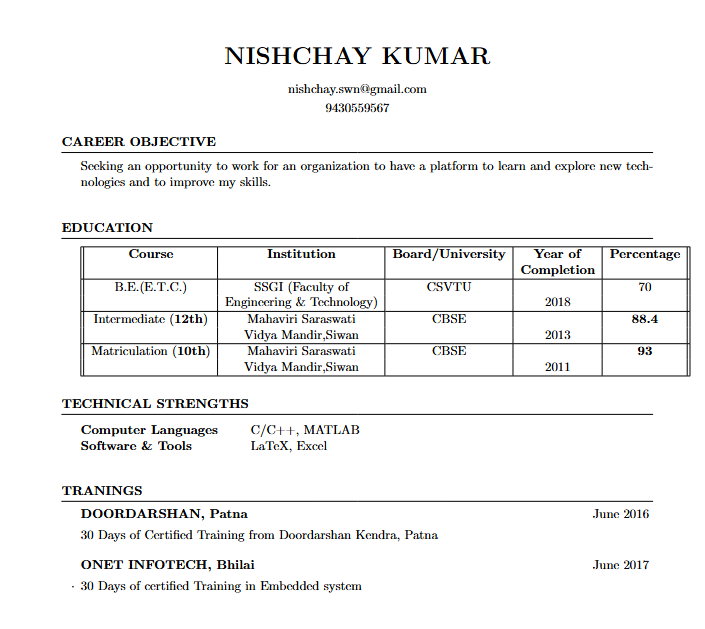 NISHCHAY KUMAR
nishchay.swn@gmail.com
9430559567
CAREER OBJECTIVE
Seeking an opportunity to work for an organization to have a platform to learn and explore new tech-
nologies and to improve my skills.
EDUCATION
Course Institution Board/University Year of Percentage
Completion
B.E.(E.T.C.) SSGI (Faculty of CSVTU 70
Engineering & Technology) 2018
Intermediate (12th) Mahaviri Saraswati CBSE 88.4
Vidya Mandir,Siwan 2013
Matriculation (10th) Mahaviri Saraswati CBSE 93
Vidya Mandir,Siwan 2011
TECHNICAL STRENGTHS
Computer Languages C/C++, MATLAB
Software & Tools LaTeX, Excel
TRANINGS
DOORDARSHAN, Patna June 2016
30 Days of Certified Training from Doordarshan Kendra, Patna
ONET INFOTECH, Bhilai June 2017
· 30 Days of certified Training in Embedded system